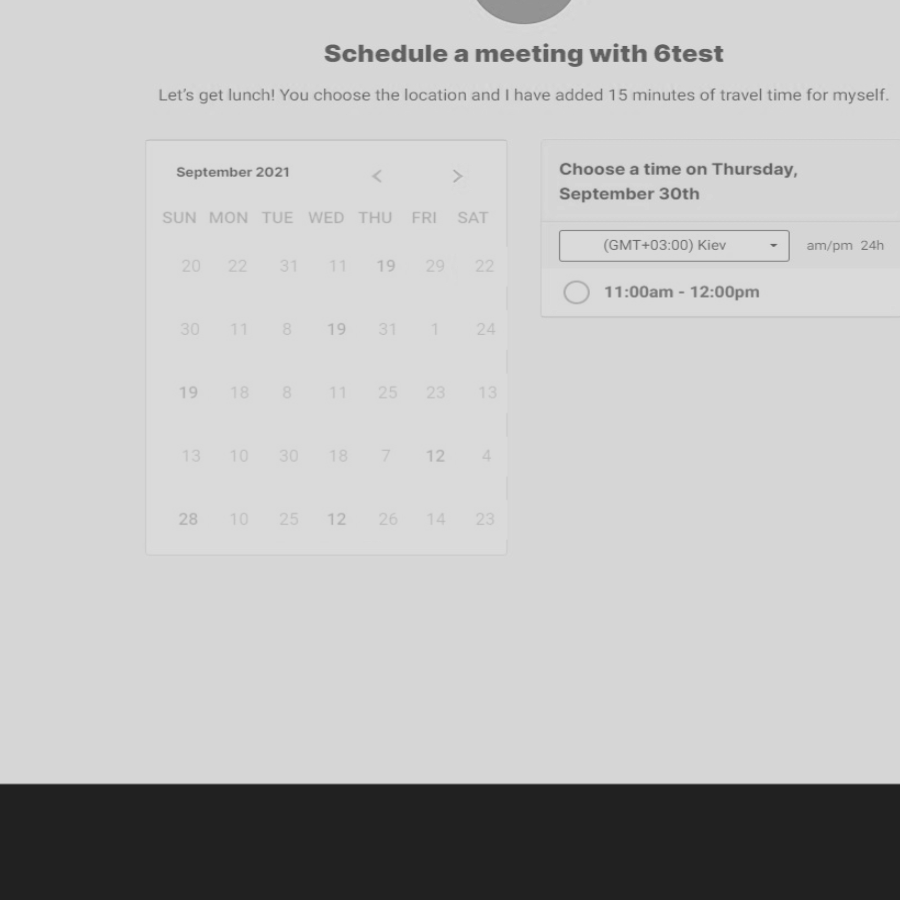 Schedule a meeting with 6test
Let's get lunch! You choose the location and I have added 15 minutes of travel time for myself.
September 2021 < >
SUN MON TUE WED THU FRI SAT
20 22 31 11 19 29 22
30 11 8 19 31 1 24
19 18 8 11 25 23 13
13 10 30 18 7 12 4
28 10 25 12 26 14 23
Choose a time on Thursday,
September 30th
(GMT+03:00) Kiev am/pm 24h
11:00am - 12:00pm